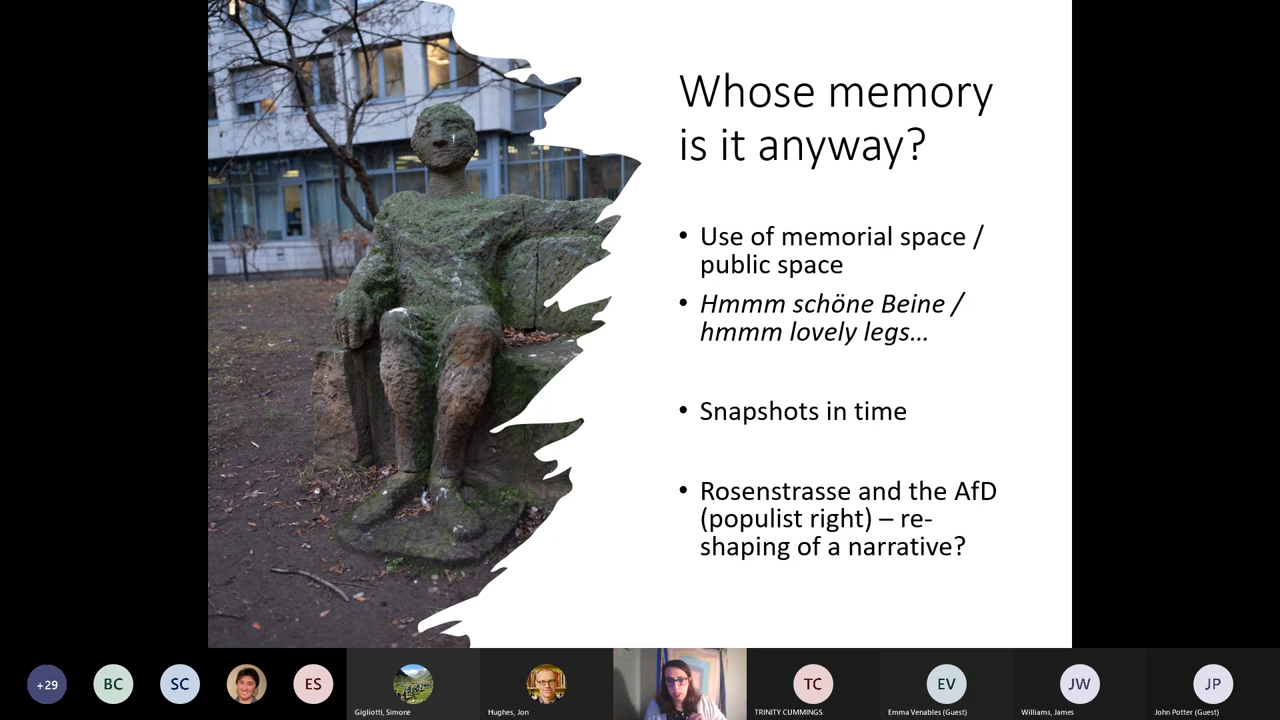 Whose memory
is it anyway?
• Use of memorial space /
public space
• Hmmm schöne Beine /
hmmm lovely legs...
• Snapshots in time
• Rosenstrasse and the AfD
(populist right) – re-
shaping of a narrative?
+29
BC
SC
ES
Gigliotti, Simone
Hughes, Jon
TC
TRINITY CUMMINGS
EV
Emma Venables (Guest)
JW
Williams, James
JP
John Potter (Guest)